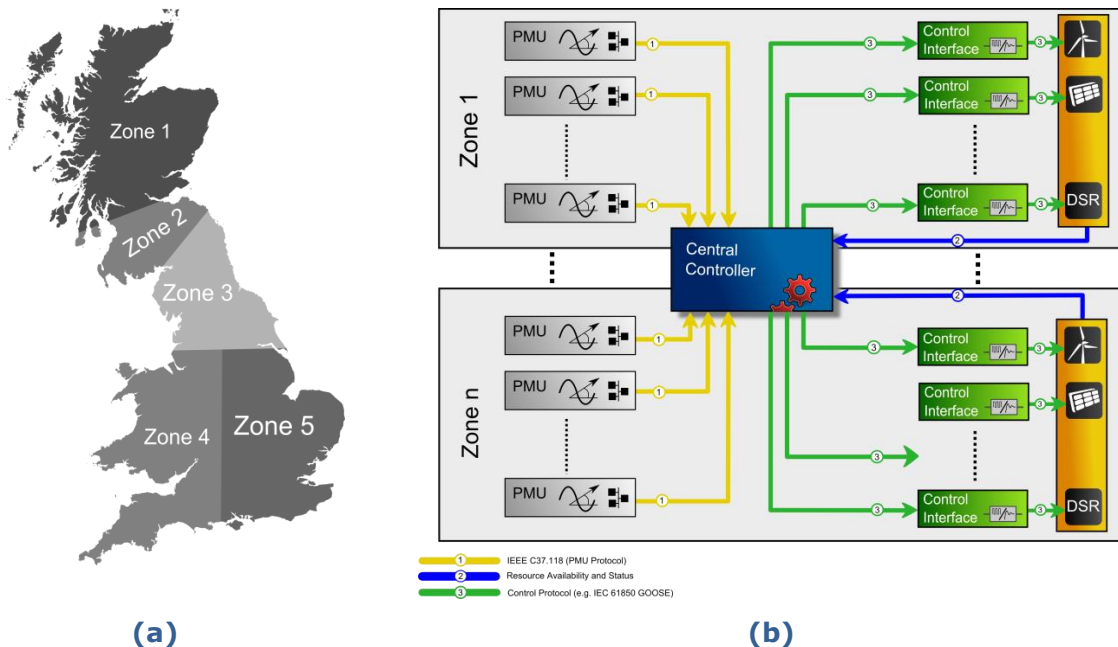 Zone 1
Zone 2
Zone 3
Zone 4
Zone 5
(a)
Zone 1
PMU
1
PMU
1
PMU
1
3
Control
Interface
3
3
Control
Interface
3
3
Control
Interface
3
DSR
2
Central
Controller
2
Zone n
PMU
1
PMU
1
PMU
1
3
Control
Interface
3
Control
Interface
3
3
3
Control
Interface
3
DSR
1 IEEE C37.118 (PMU Protocol)
2 Resource Availability and Status
3 Control Protocol (e.g. IEC 61850 GOOSE)
(b)